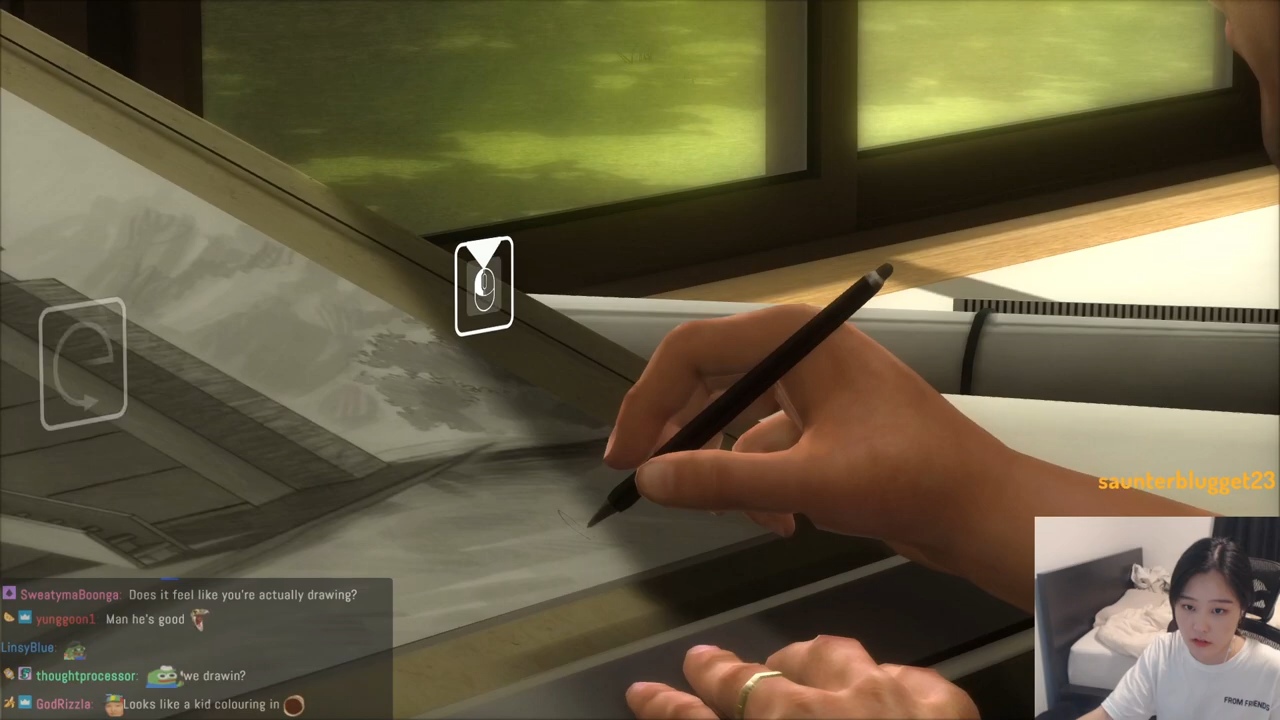 saunterblugget23
SweatymaBoonga: Does it feel like you're actually drawing?
yunggoon1 Man he's good
LinsyBlue:
thoughtprocessor: 'we drawin?
GodRizzla: Looks like a kid colouring in
FROM FRIENDS